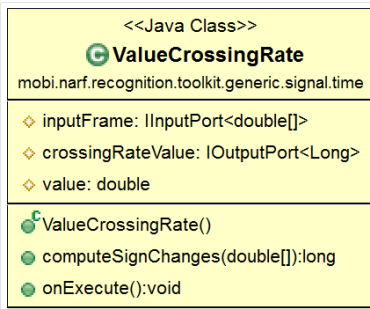 <<Java Class>>
C ValueCrossingRate
mobi.narf.recognition.toolkit.generic.signal.time
inputFrame: IInputPort<double[]>
crossingRateValue: IOutputPort<Long>
value: double
C ValueCrossingRate()
computeSignChanges(double[]):long
onExecute():void